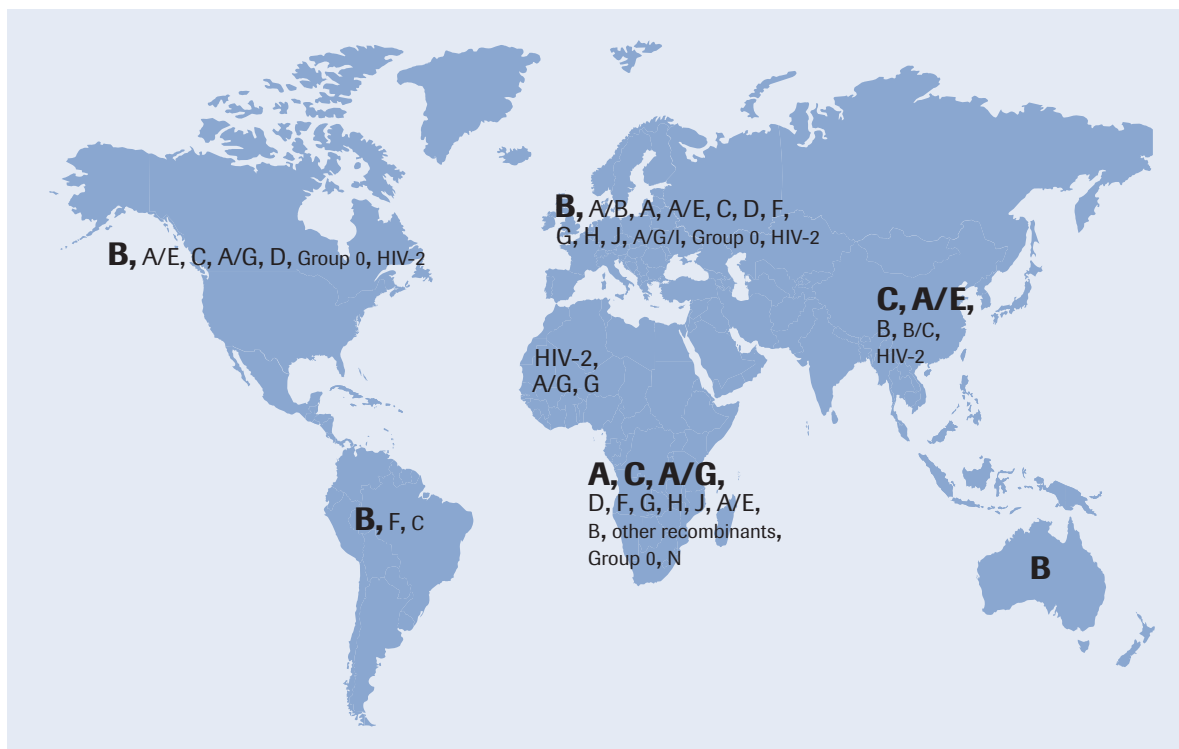 B, A/B, A, A/E, C, D, F,
G, H, J, A/G/I, Group 0, HIV-2
B, A/E, C, A/G, D, Group 0, HIV-2
C, A/E,
B, B/C,
HIV-2
HIV-2,
A/G, G
A, C, A/G,
D, F, G, H, J, A/E,
B, other recombinants,
Group 0, N
B, F, C
B